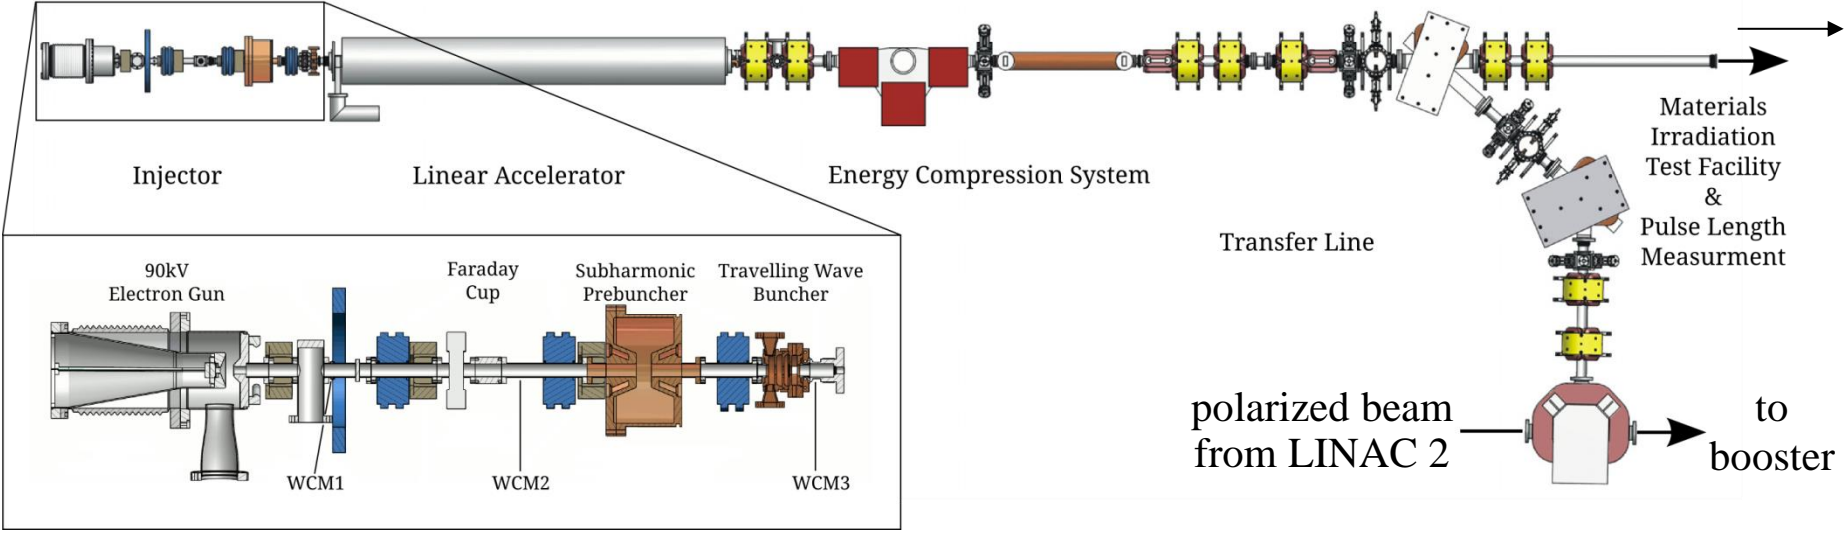 Injector
Linear Accelerator
Energy Compression System
Materials
Irradiation
Test Facility
&
Pulse Length
Measurment
Transfer Line
90kV
Electron Gun
Faraday
Cup
Subharmonic
Prebuncher
Travelling Wave
Buncher
WCM1
WCM2
WCM3
polarized beam
from LINAC 2
to
booster